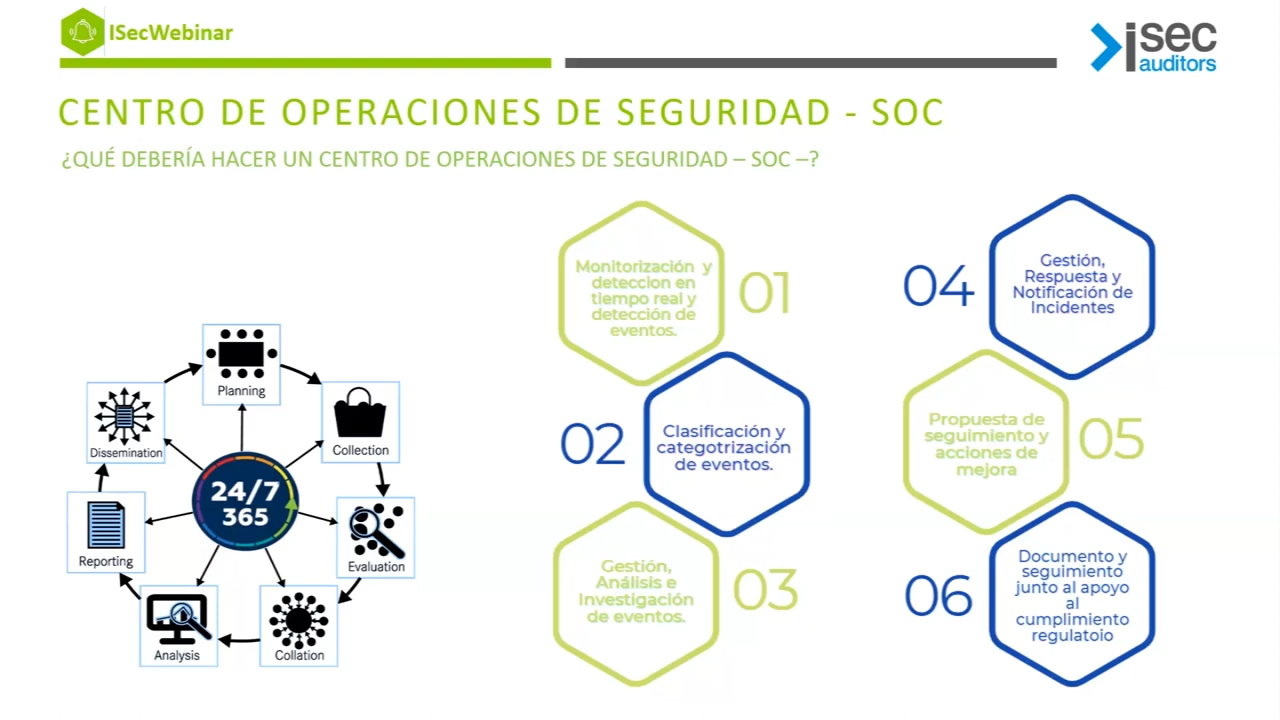 ISecWebinar
isec
auditors
CENTRO DE OPERACIONES DE SEGURIDAD - SOC
¿QUÉ DEBERÍA HACER UN CENTRO DE OPERACIONES DE SEGURIDAD – SOC –?
Planning
Collection
Evaluation
Collation
Analysis
Reporting
Dissemination
24/7
365
Monitorización y
deteccion en
tiempo real y
detección de
eventos.
01
02
Clasificación y
categotrización
de eventos.
Gestión,
Análisis e
Investigación
de eventos.
03
04
Gestión,
Respuesta y
Notificación de
Incidentes
Propuesta de
seguimiento y
acciones de
mejora
05
06
Documento y
seguimiento
junto al apoyo
al
cumplimiento
regulatoio